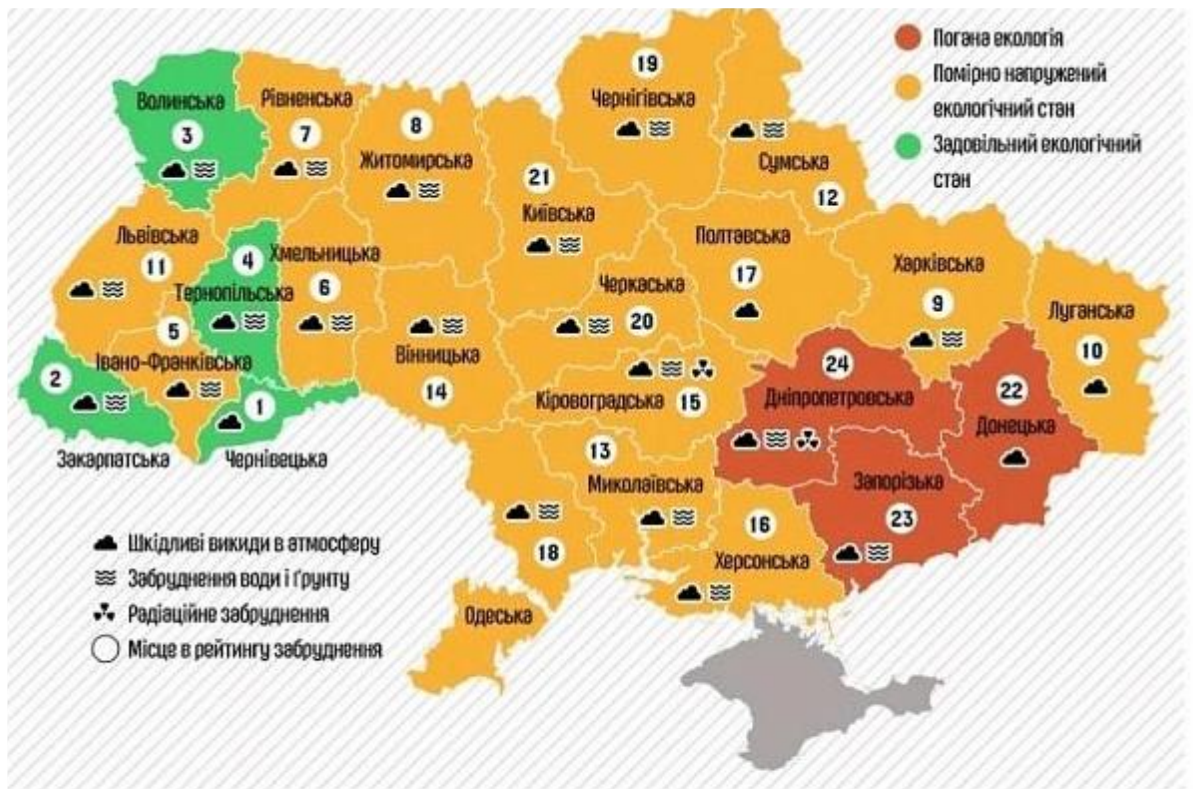 Погана екологія
Помірно напружений
екологічний стан
Задовільний екологічний
стан
19
Чернігівська
Волинська
3
Рівненська
7
8
Житомирська
Сумська
12
21
Київська
Львівська
11
4
Тернопільська
Хмельницька
6
Полтавська
17
Харківська
9
Черкаська
20
Луганська
10
5
Івано-Франківська
2
Закарпатська
1
Чернівецька
Вінницька
14
Кіровоградська 15
24
Дніпропетровська
22
Донецька
13
Миколаївська
Запорізька
23
16
Херсонська
18
Одеська
Шкідливі викиди в атмосферу
Забруднення води і ґрунту
Радіаційне забруднення
Місце в рейтингу забруднення